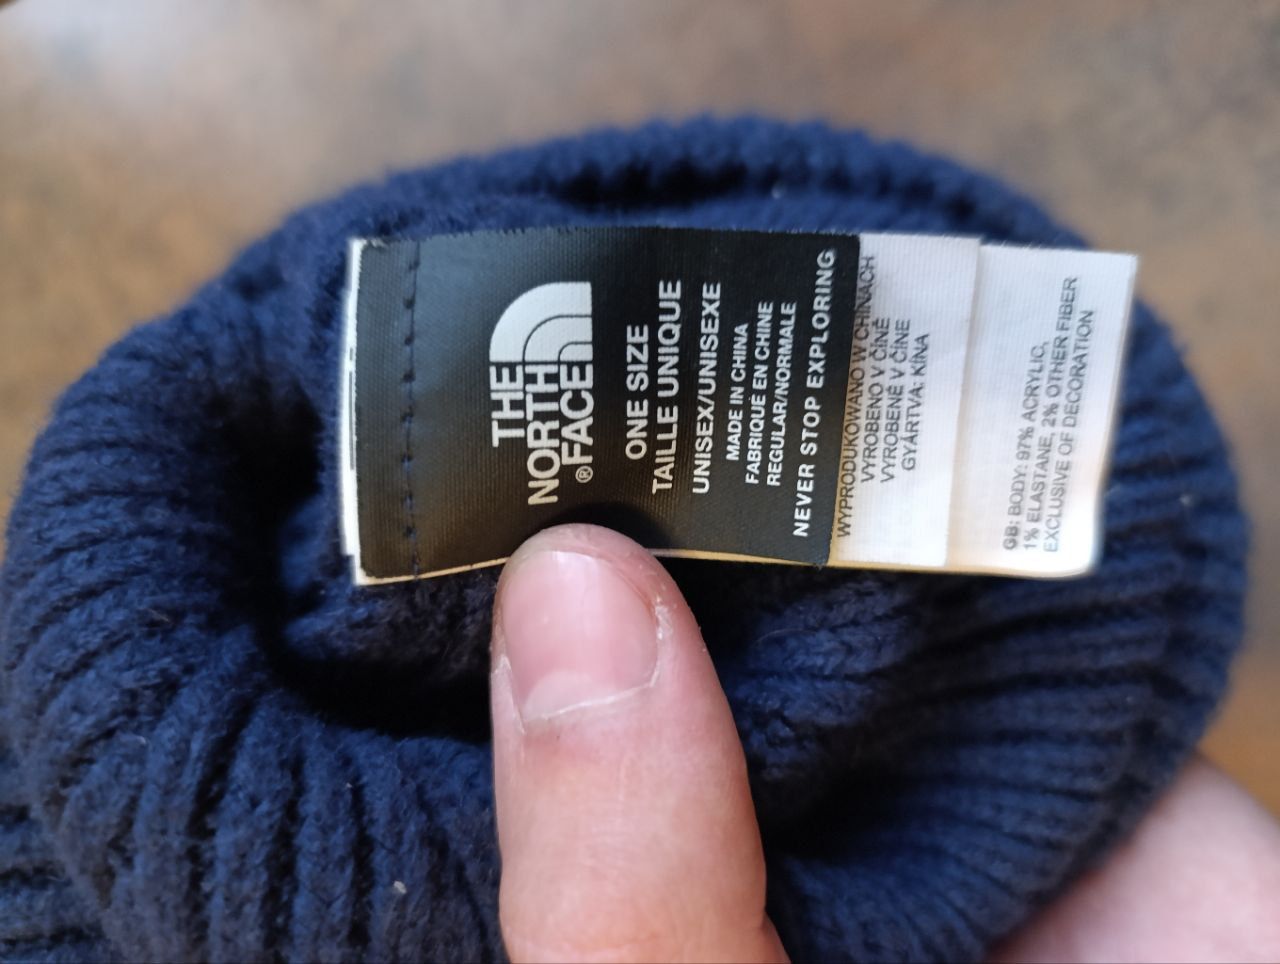 THE
NORTH
FACE®
ONE SIZE
TAILLE UNIQUE
UNISEX/UNISEXE
MADE IN CHINA
FABRIQUÉ EN CHINE
REGULAR/NORMALE
NEVER STOP EXPLORING
WYPRODUKOWANO W CHINACH
VYROBENO V ČÍNĚ
VYROBENÉ V ČÍNE
GYÁRTVA: KÍNA
GB: BODY: 97% ACRYLIC,
1% ELASTANE, 2% OTHER FIBER
EXCLUSIVE OF DECORATION